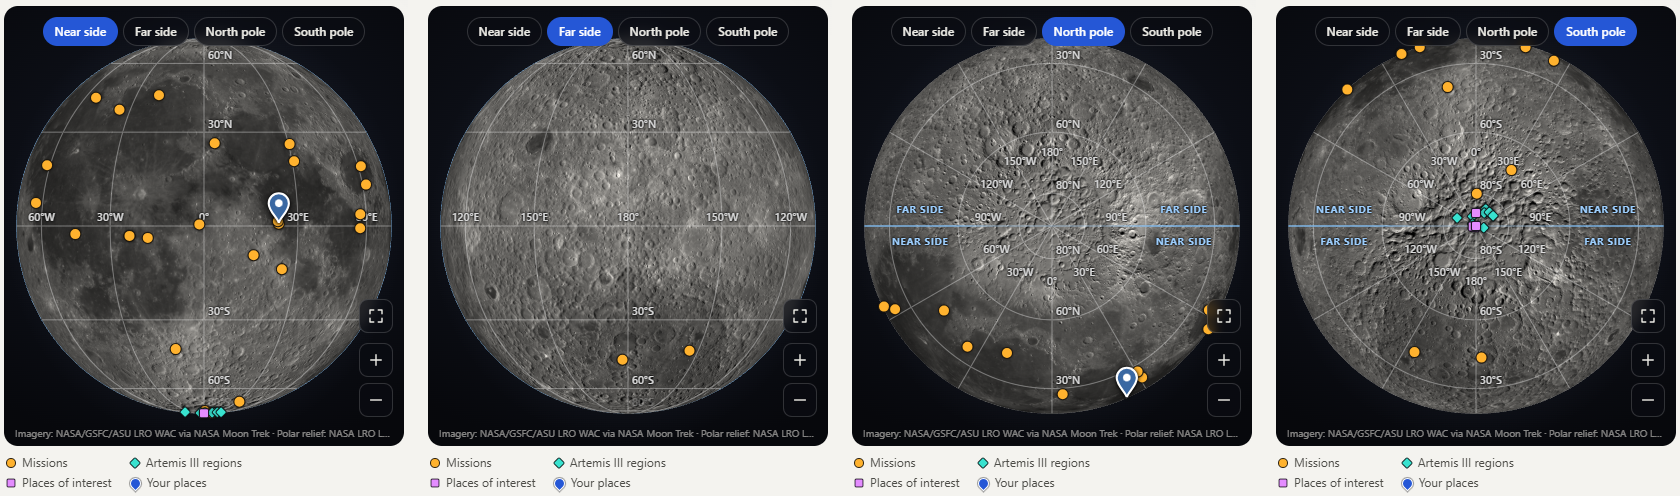 Near side Far side North pole South pole
60°N
30°N
60°W 30°W 0° 30°E °E
30°S
60°S
Imagery: NASA/GSFC/ASU LRO WAC via NASA Moon Trek · Polar relief: NASA LRO L...
Missions Artemis III regions
Places of interest Your places
Near side Far side North pole South pole
60°N
30°N
120°E 150°E 180° 150°W 120°W
30°S
60°S
Imagery: NASA/GSFC/ASU LRO WAC via NASA Moon Trek · Polar relief: NASA LRO L...
Missions Artemis III regions
Places of interest Your places
Near side Far side North pole South pole
30°N
60°N
180°
150°W 150°E
120°W 80°N 120°E
FAR SIDE FAR SIDE
90°W 90°E
NEAR SIDE NEAR SIDE
60°W 80°N 60°E
30°W 30°E
0°
60°N
30°N
Imagery: NASA/GSFC/ASU LRO WAC via NASA Moon Trek · Polar relief: NASA LRO L...
Missions Artemis III regions
Places of interest Your places
Near side Far side North pole South pole
30°S
60°S
0°
30°W 30°E
60°W 80°S 60°E
NEAR SIDE NEAR SIDE
90°W 90°E
FAR SIDE FAR SIDE
120°W 80°S 120°E
150°W 150°E
180°
60°S
30°S
Imagery: NASA/GSFC/ASU LRO WAC via NASA Moon Trek · Polar relief: NASA LRO L...
Missions Artemis III regions
Places of interest Your places